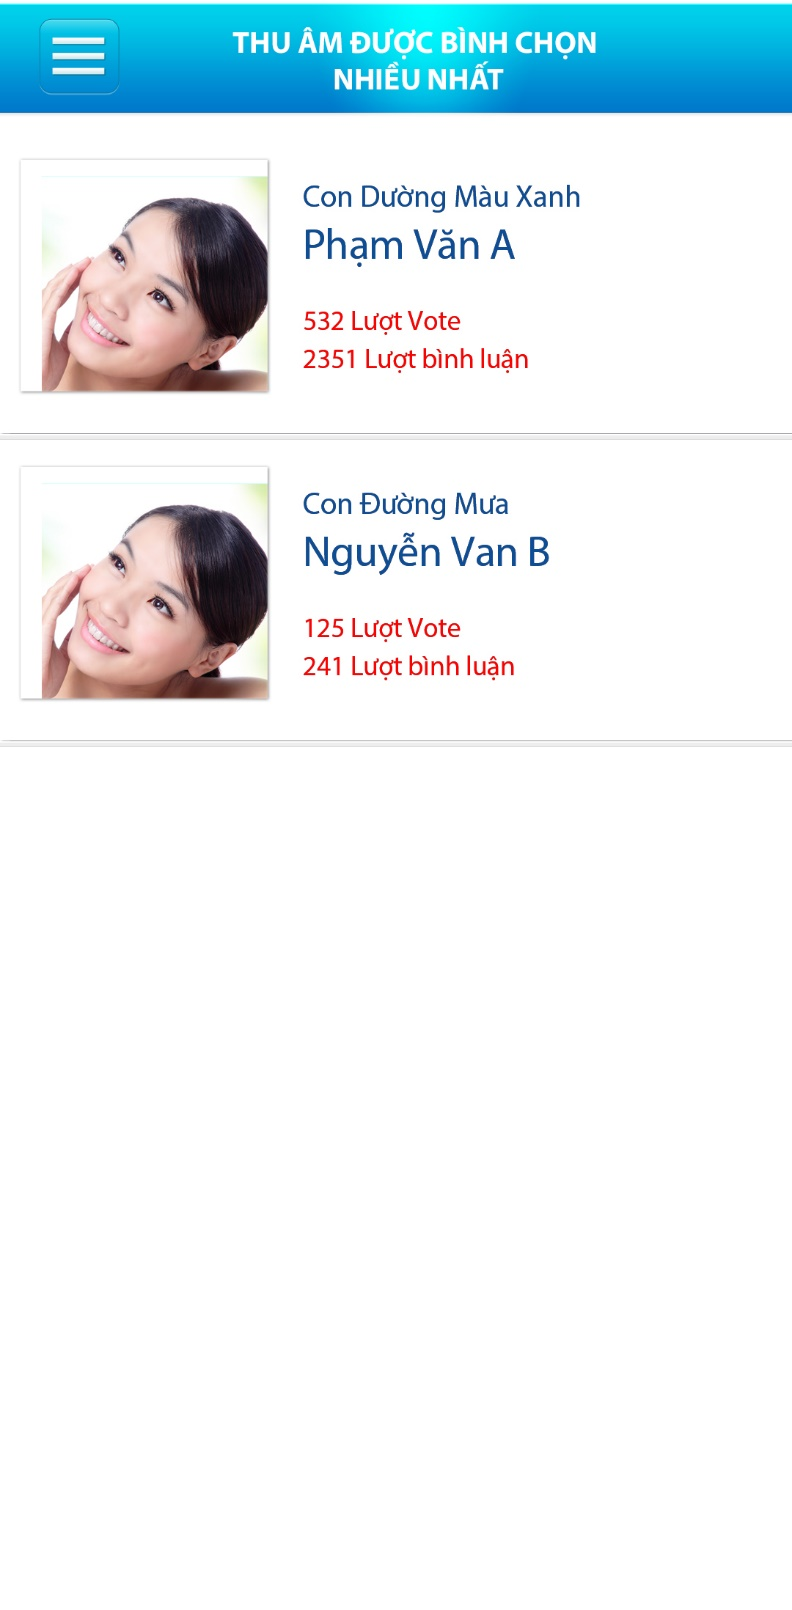 THU ÂM ĐƯỢC BÌNH CHỌN
NHIỀU NHẤT
Con Dường Màu Xanh
Phạm Văn A
532 Lượt Vote
2351 Lượt bình luận
Con Đường Mưa
Nguyễn Van B
125 Lượt Vote
241 Lượt bình luận